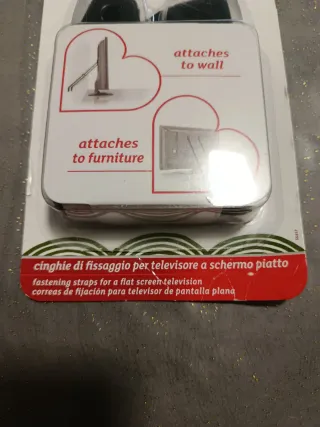 attaches
to wall
attaches
to furniture
cinghie di fissaggio per televisore a schermo piatto
fastening straps for a flat screen television
correas de fijación para televisor de pantalla plana